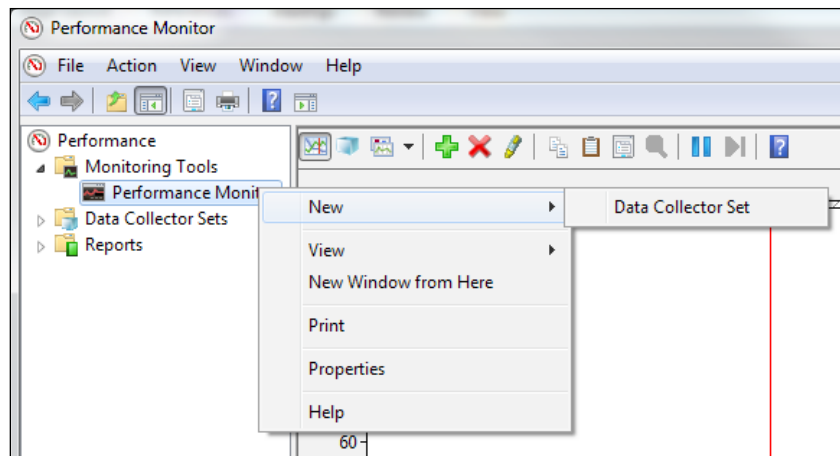 Performance Monitor
File Action View Window Help
Performance
Monitoring Tools
Performance Monit
Data Collector Sets
Reports
New
Data Collector Set
View
New Window from Here
Print
Properties
Help
60